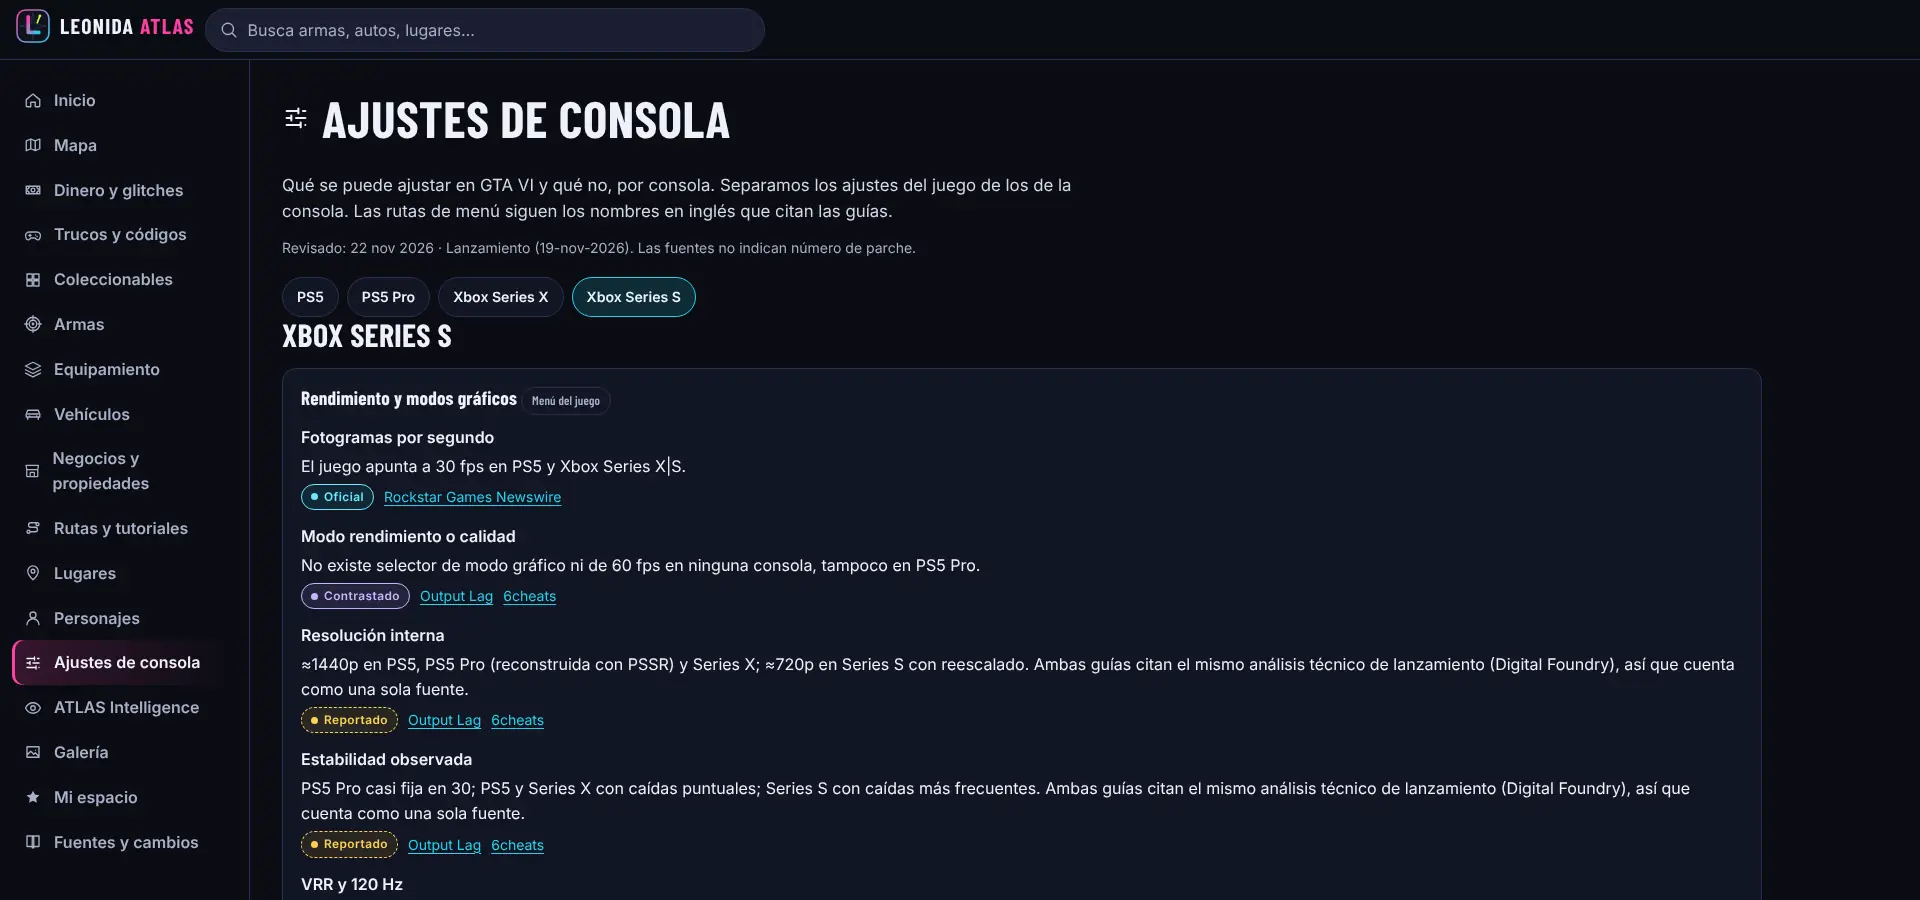 LEONIDA ATLAS
Busca armas, autos, lugares...
Inicio
Mapa
Dinero y glitches
Trucos y códigos
Coleccionables
Armas
Equipamiento
Vehículos
Negocios y
propiedades
Rutas y tutoriales
Lugares
Personajes
Ajustes de consola
ATLAS Intelligence
Galería
Mi espacio
Fuentes y cambios
AJUSTES DE CONSOLA
Qué se puede ajustar en GTA VI y qué no, por consola. Separamos los ajustes del juego de los de la
consola. Las rutas de menú siguen los nombres en inglés que citan las guías.
Revisado: 22 nov 2026 · Lanzamiento (19-nov-2026). Las fuentes no indican número de parche.
PS5 PS5 Pro Xbox Series X Xbox Series S
XBOX SERIES S
Rendimiento y modos gráficos Menú del juego
Fotogramas por segundo
El juego apunta a 30 fps en PS5 y Xbox Series X|S.
Oficial Rockstar Games Newswire
Modo rendimiento o calidad
No existe selector de modo gráfico ni de 60 fps en ninguna consola, tampoco en PS5 Pro.
Contrastado Output Lag 6cheats
Resolución interna
≈1440p en PS5, PS5 Pro (reconstruida con PSSR) y Series X; ≈720p en Series S con reescalado. Ambas guías citan el mismo análisis técnico de lanzamiento (Digital Foundry), así que cuenta
como una sola fuente.
Reportado Output Lag 6cheats
Estabilidad observada
PS5 Pro casi fija en 30; PS5 y Series X con caídas puntuales; Series S con caídas más frecuentes. Ambas guías citan el mismo análisis técnico de lanzamiento (Digital Foundry), así que
cuenta como una sola fuente.
Reportado Output Lag 6cheats
VRR y 120 Hz